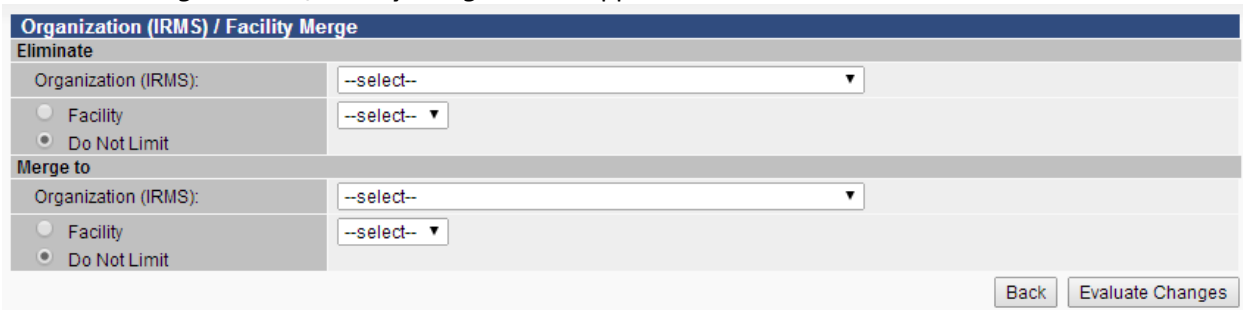 Organization (IRMS) / Facility Merge
Eliminate
Organization (IRMS): --select--
Facility --select--
Do Not Limit
Merge to
Organization (IRMS): --select--
Facility --select--
Do Not Limit
Back Evaluate Changes